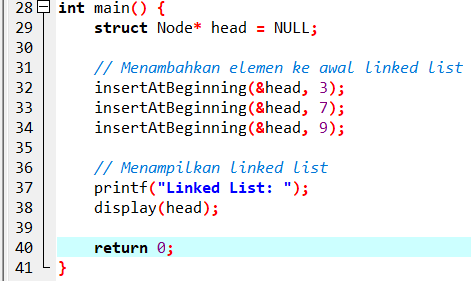 28 int main() {
29 struct Node* head = NULL;
30
31 // Menambahkan elemen ke awal linked list
32 insertAtBeginning(&head, 3);
33 insertAtBeginning(&head, 7);
34 insertAtBeginning(&head, 9);
35
36 // Menampilkan linked list
37 printf("Linked List: ");
38 display(head);
39
40 return 0;
41 }